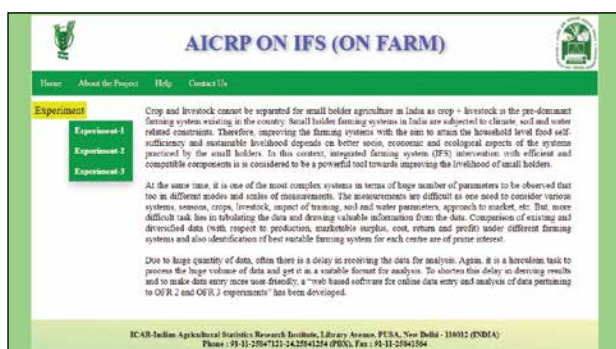 AICRP ON IFS (ON FARM)
Home About the Project Help Contact Us
Experiment
Experiment-1
Experiment-2
Experiment-3
Crop and livestock cannot be separated for small holder agriculture in India as crop + livestock is the pre-dominant
farming system existing in the country. Small holder farming systems in India are subjected to climate, soil and water
related constraints. Therefore, improving the farming systems with the aim to attain the household level food self-
sufficiency and sustainable livelihood depends on better socio, economic and ecological aspects of the systems
practiced by the small holders. In this context, integrated farming system (IFS) intervention with efficient and
compatible components is is considered to be a powerful tool towards improving the livelihood of small holders.
At the same time, it is one of the most complex systems in terms of huge number of parameters to be observed that
too in different modes and scales of measurements. The measurements are difficult as one need to consider various
systems, seasons, crops, livestock, impact of training, soil and water parameters, approach to market, etc. But, more
difficult task lies in tabulating the data and drawing valuable information from the data. Comparison of existing and
diversified data (with respect to production, marketable surplus, cost, return and profit) under different farming
systems and also identification of best suitable farming system for each centre are of prime interest.
Due to huge quantity of data, often there is a delay in receiving the data for analysis. Again, it is a herculean task to
process the huge volume of data and get it in a suitable format for analysis. To shorten this delay in deriving results
and to make data entry more user-friendly, a "web based software for online data entry and analysis of data pertaining
to OFR 2 and OFR 3 experiments" has been developed.
ICAR-Indian Agricultural Statistics Research Institute, Library Avenue, PUSA, New Delhi - 110012 (INDIA)
Phone : 91-11-25847121-24,25841254 (PBX), Fax : 91-11-25841564